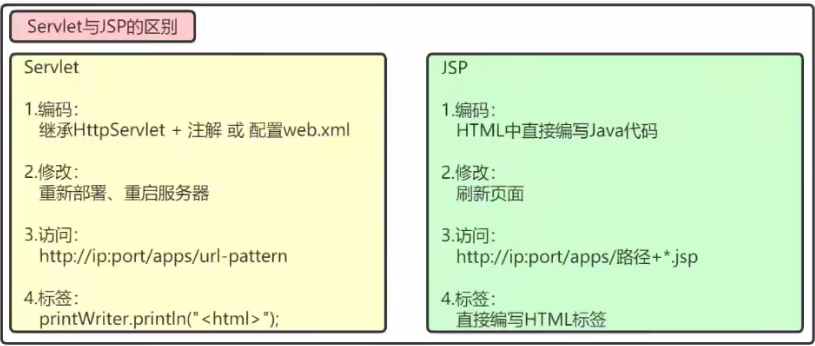 Servlet与JSP的区别
Servlet
1.编码：
继承HttpServlet + 注解 或 配置web.xml
2.修改：
重新部署、重启服务器
3.访问：
http://ip:port/apps/url-pattern
4.标签：
printWriter.println("<html>");
JSP
1.编码：
HTML中直接编写Java代码
2.修改：
刷新页面
3.访问：
http://ip:port/apps/路径+*.jsp
4.标签：
直接编写HTML标签